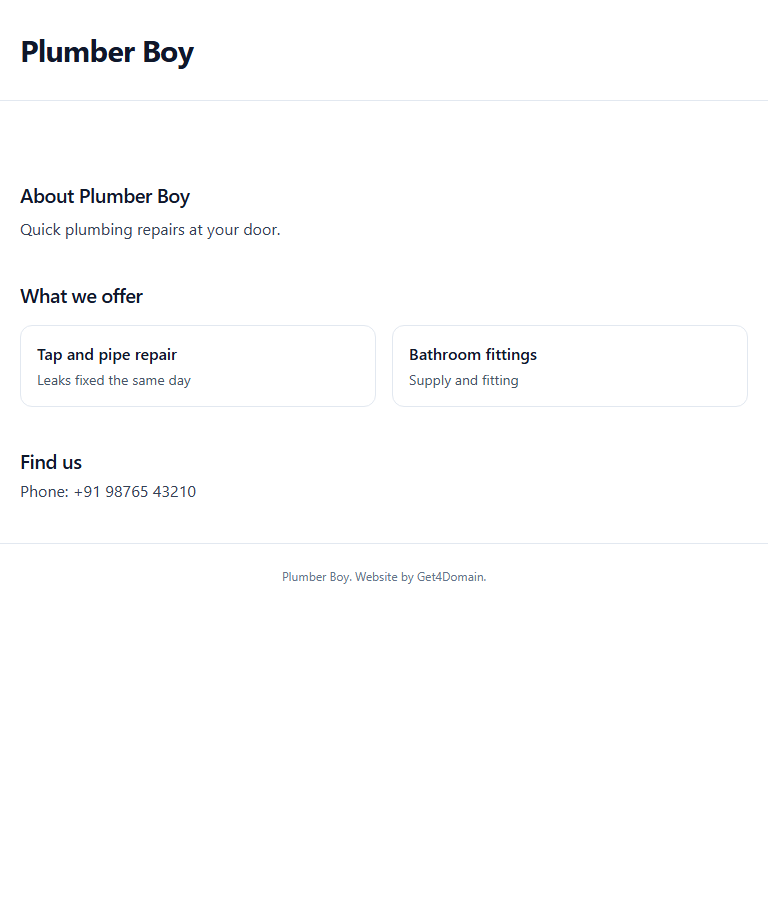 Plumber Boy
About Plumber Boy
Quick plumbing repairs at your door.
What we offer
Tap and pipe repair
Leaks fixed the same day
Bathroom fittings
Supply and fitting
Find us
Phone: +91 98765 43210
Plumber Boy. Website by Get4Domain.